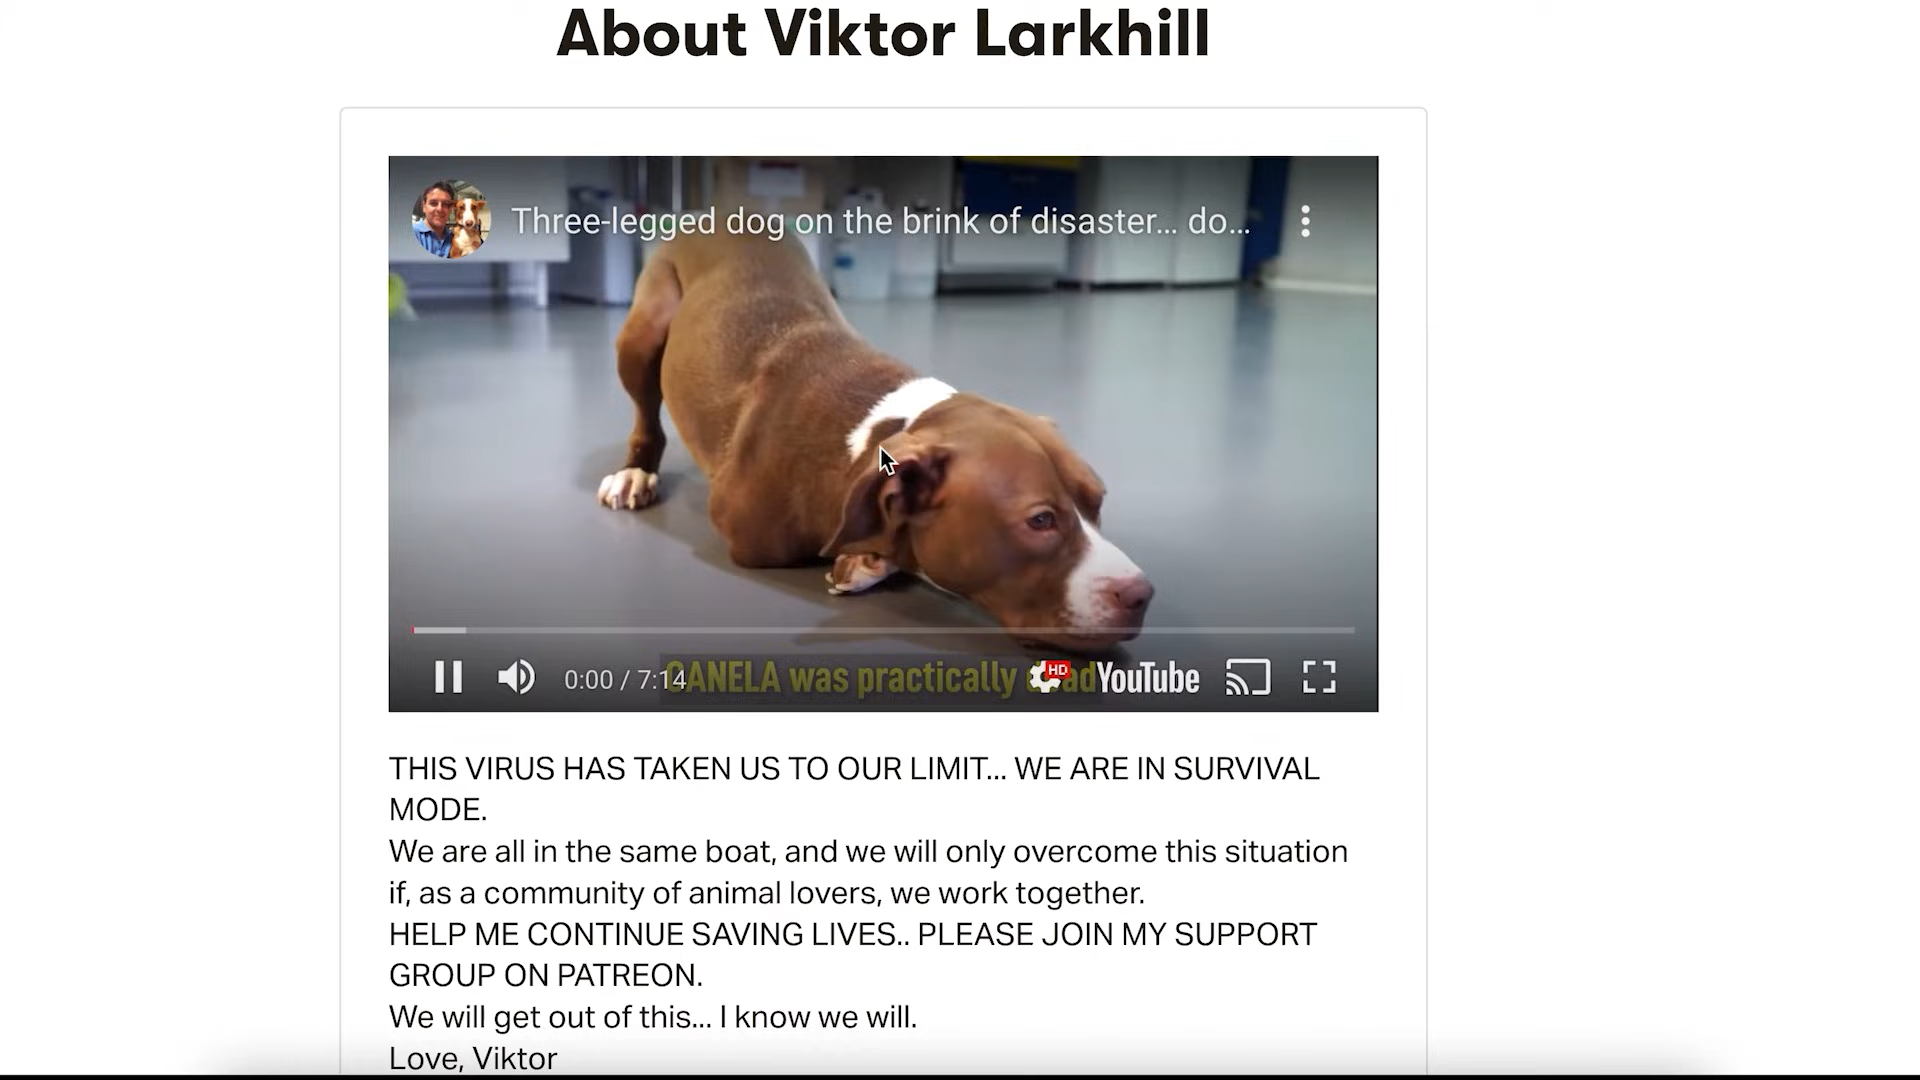 About Viktor Larkhill
Three-legged dog on the brink of disaster... do...
0:00 / 7:14
CANELA was practically
HD
YouTube
THIS VIRUS HAS TAKEN US TO OUR LIMIT... WE ARE IN SURVIVAL
MODE.
We are all in the same boat, and we will only overcome this situation
if, as a community of animal lovers, we work together.
HELP ME CONTINUE SAVING LIVES.. PLEASE JOIN MY SUPPORT
GROUP ON PATREON.
We will get out of this... I know we will.
Love, Viktor